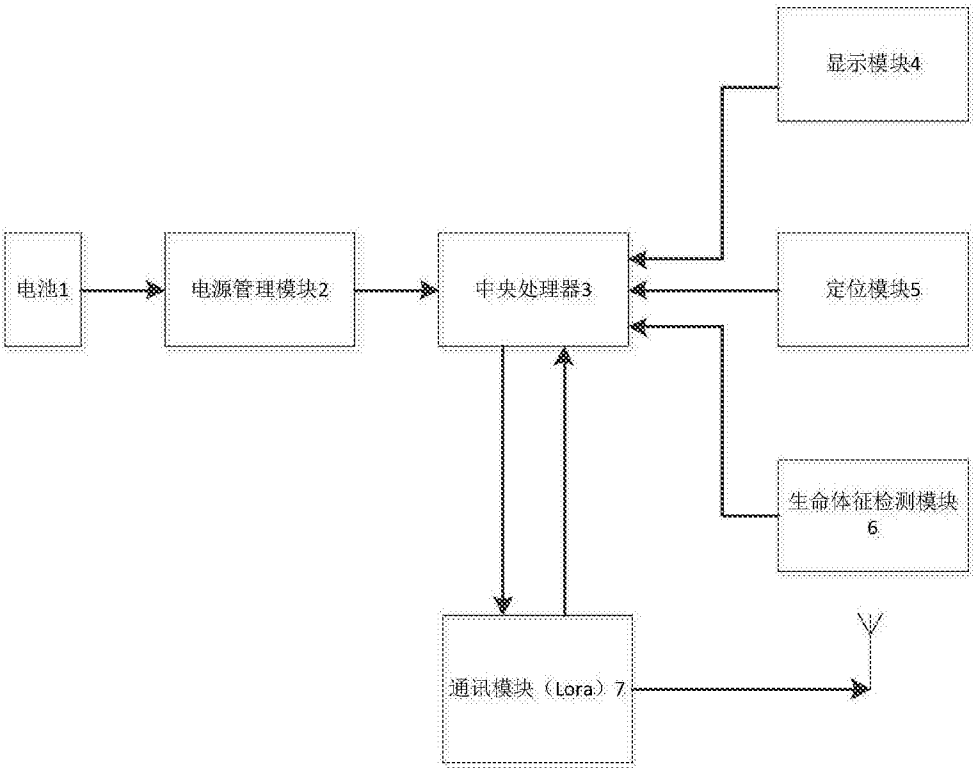 显示模块4
电池1
电源管理模块2
中央处理器3
定位模块5
生命体征检测模块
6
通讯模块（Lora）7